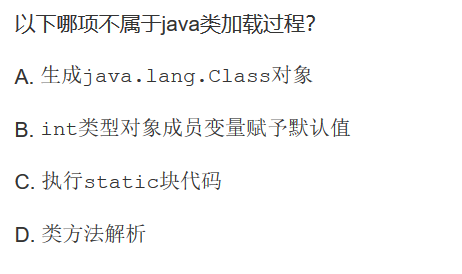 以下哪项不属于java类加载过程?
A. 生成java.lang.Class对象
B. int类型对象成员变量赋予默认值
C. 执行static块代码
D. 类方法解析